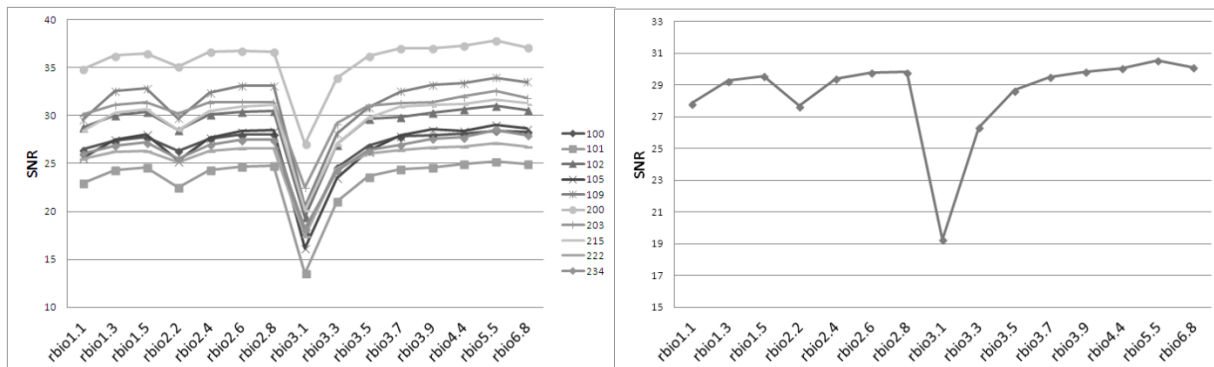 40
35
30
25
20
15
10
SNR
rbio1.1
rbio1.3
rbio1.5
rbio2.2
rbio2.4
rbio2.6
rbio2.8
rbio3.1
rbio3.3
rbio3.5
rbio3.7
rbio3.9
rbio4.4
rbio5.5
rbio6.8
100
101
102
105
109
200
203
215
222
234
33
31
29
27
25
23
21
19
17
15
SNR
rbio1.1
rbio1.3
rbio1.5
rbio2.2
rbio2.4
rbio2.6
rbio2.8
rbio3.1
rbio3.3
rbio3.5
rbio3.7
rbio3.9
rbio4.4
rbio5.5
rbio6.8